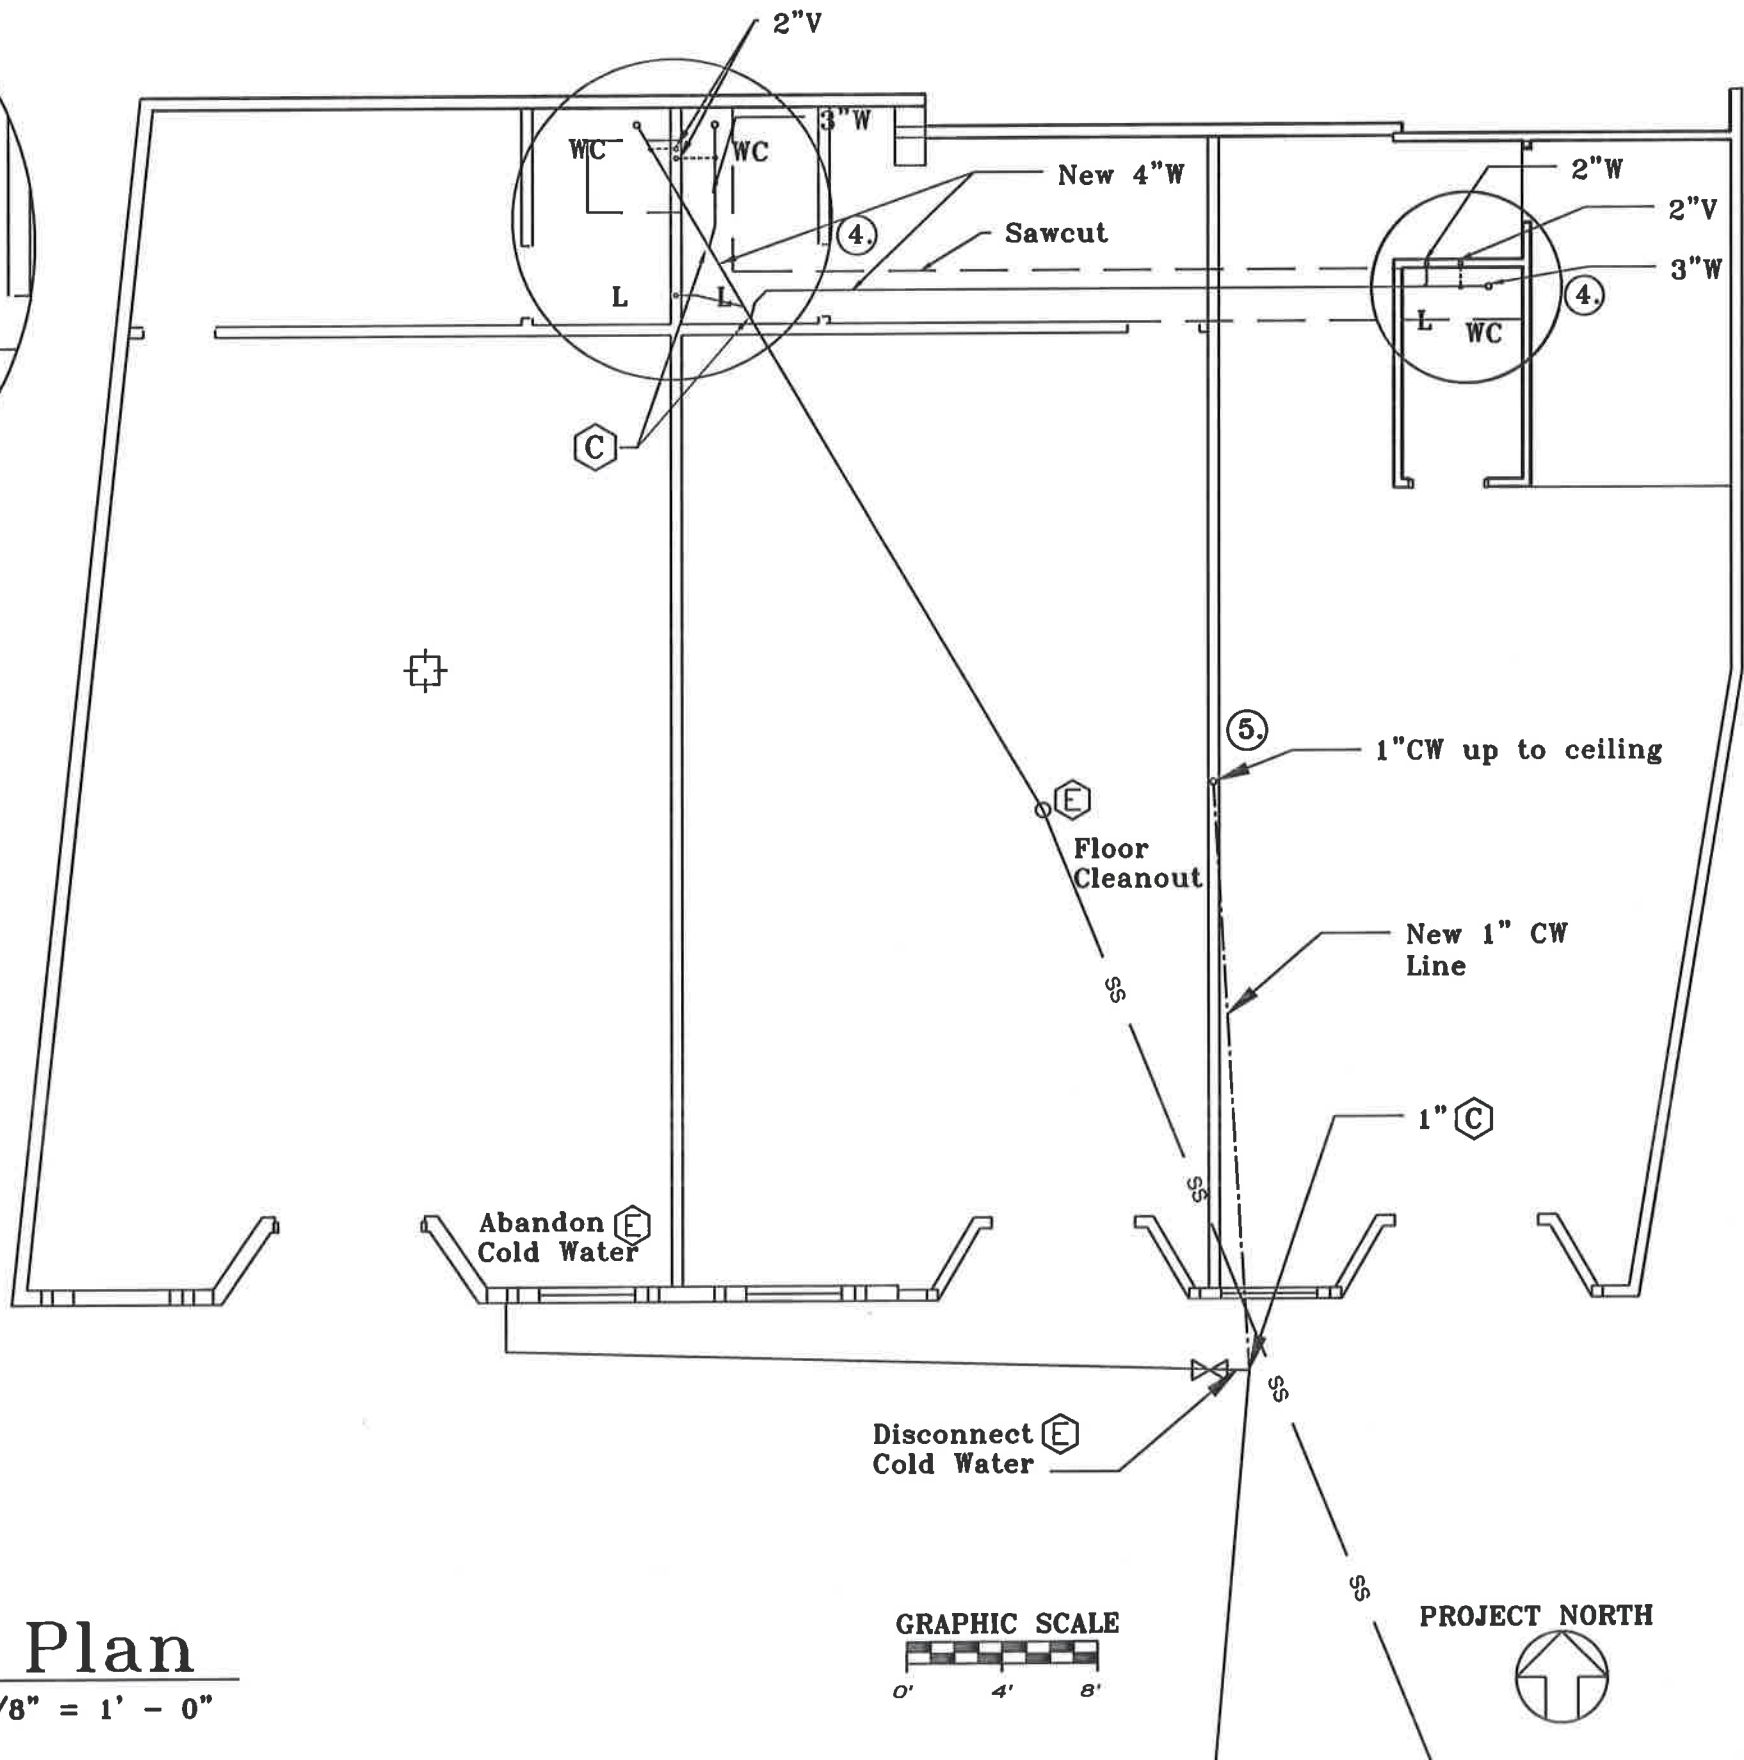 2"V
3"W
WC
WC
New 4"W
2"W
2"V
Sawcut
4.
3"W
4.
L
L
L
WC
C
5.
1"CW up to ceiling
E
Floor
Cleanout
New 1" CW
Line
SS
1" C
SS
Abandon E
Cold Water
SS
Disconnect E
Cold Water
SS
Plan
/8" = 1' - 0"
GRAPHIC SCALE
0' 4' 8'
PROJECT NORTH